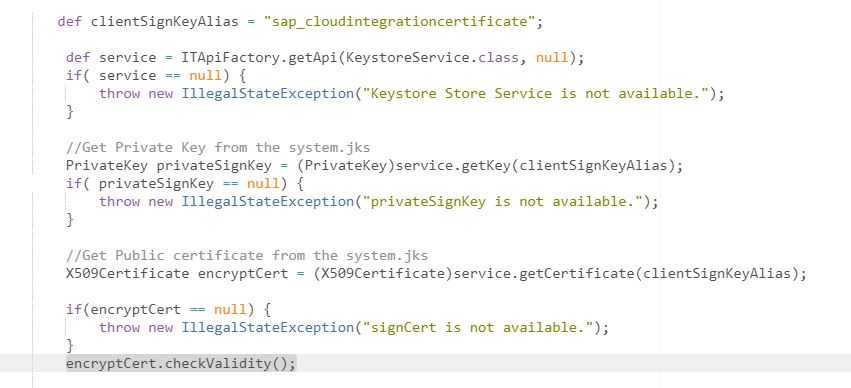 def clientSignKeyAlias = "sap_cloudintegrationcertificate";
def service = ITApiFactory.getApi(KeystoreService.class, null);
if( service == null) {
throw new IllegalStateException("Keystore Store Service is not available.");
}
//Get Private Key from the system.jks
PrivateKey privateSignKey = (PrivateKey)service.getKey(clientSignKeyAlias);
if( privateSignKey == null) {
throw new IllegalStateException("privateSignKey is not available.");
}
//Get Public certificate from the system.jks
X509Certificate encryptCert = (X509Certificate)service.getCertificate(clientSignKeyAlias);
if(encryptCert == null) {
throw new IllegalStateException("signCert is not available.");
}
encryptCert.checkValidity();